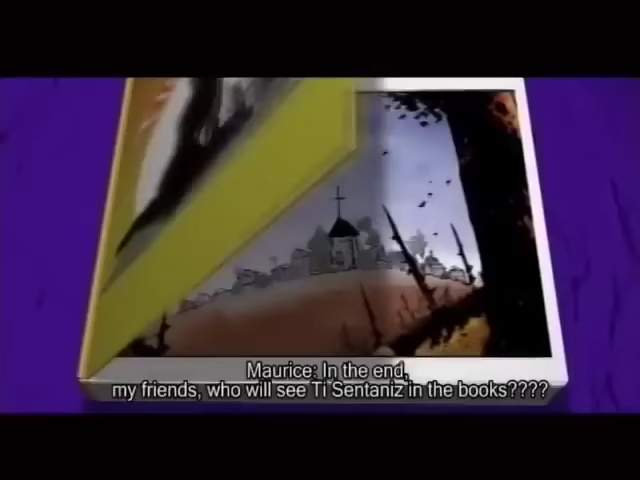 Maurice: In the end,
my friends, who will see Ti Sentaniz in the books????